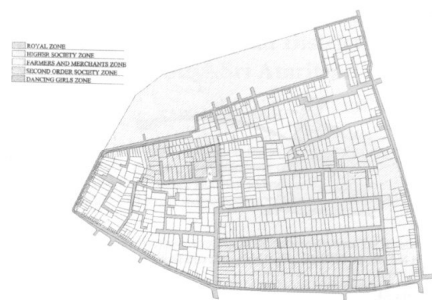 ROYAL ZONE
HIGHER SOCIETY ZONE
FARMERS AND MERCHANTS ZONE
SECOND ORDER SOCIETY ZONE
DANCING GIRLS ZONE